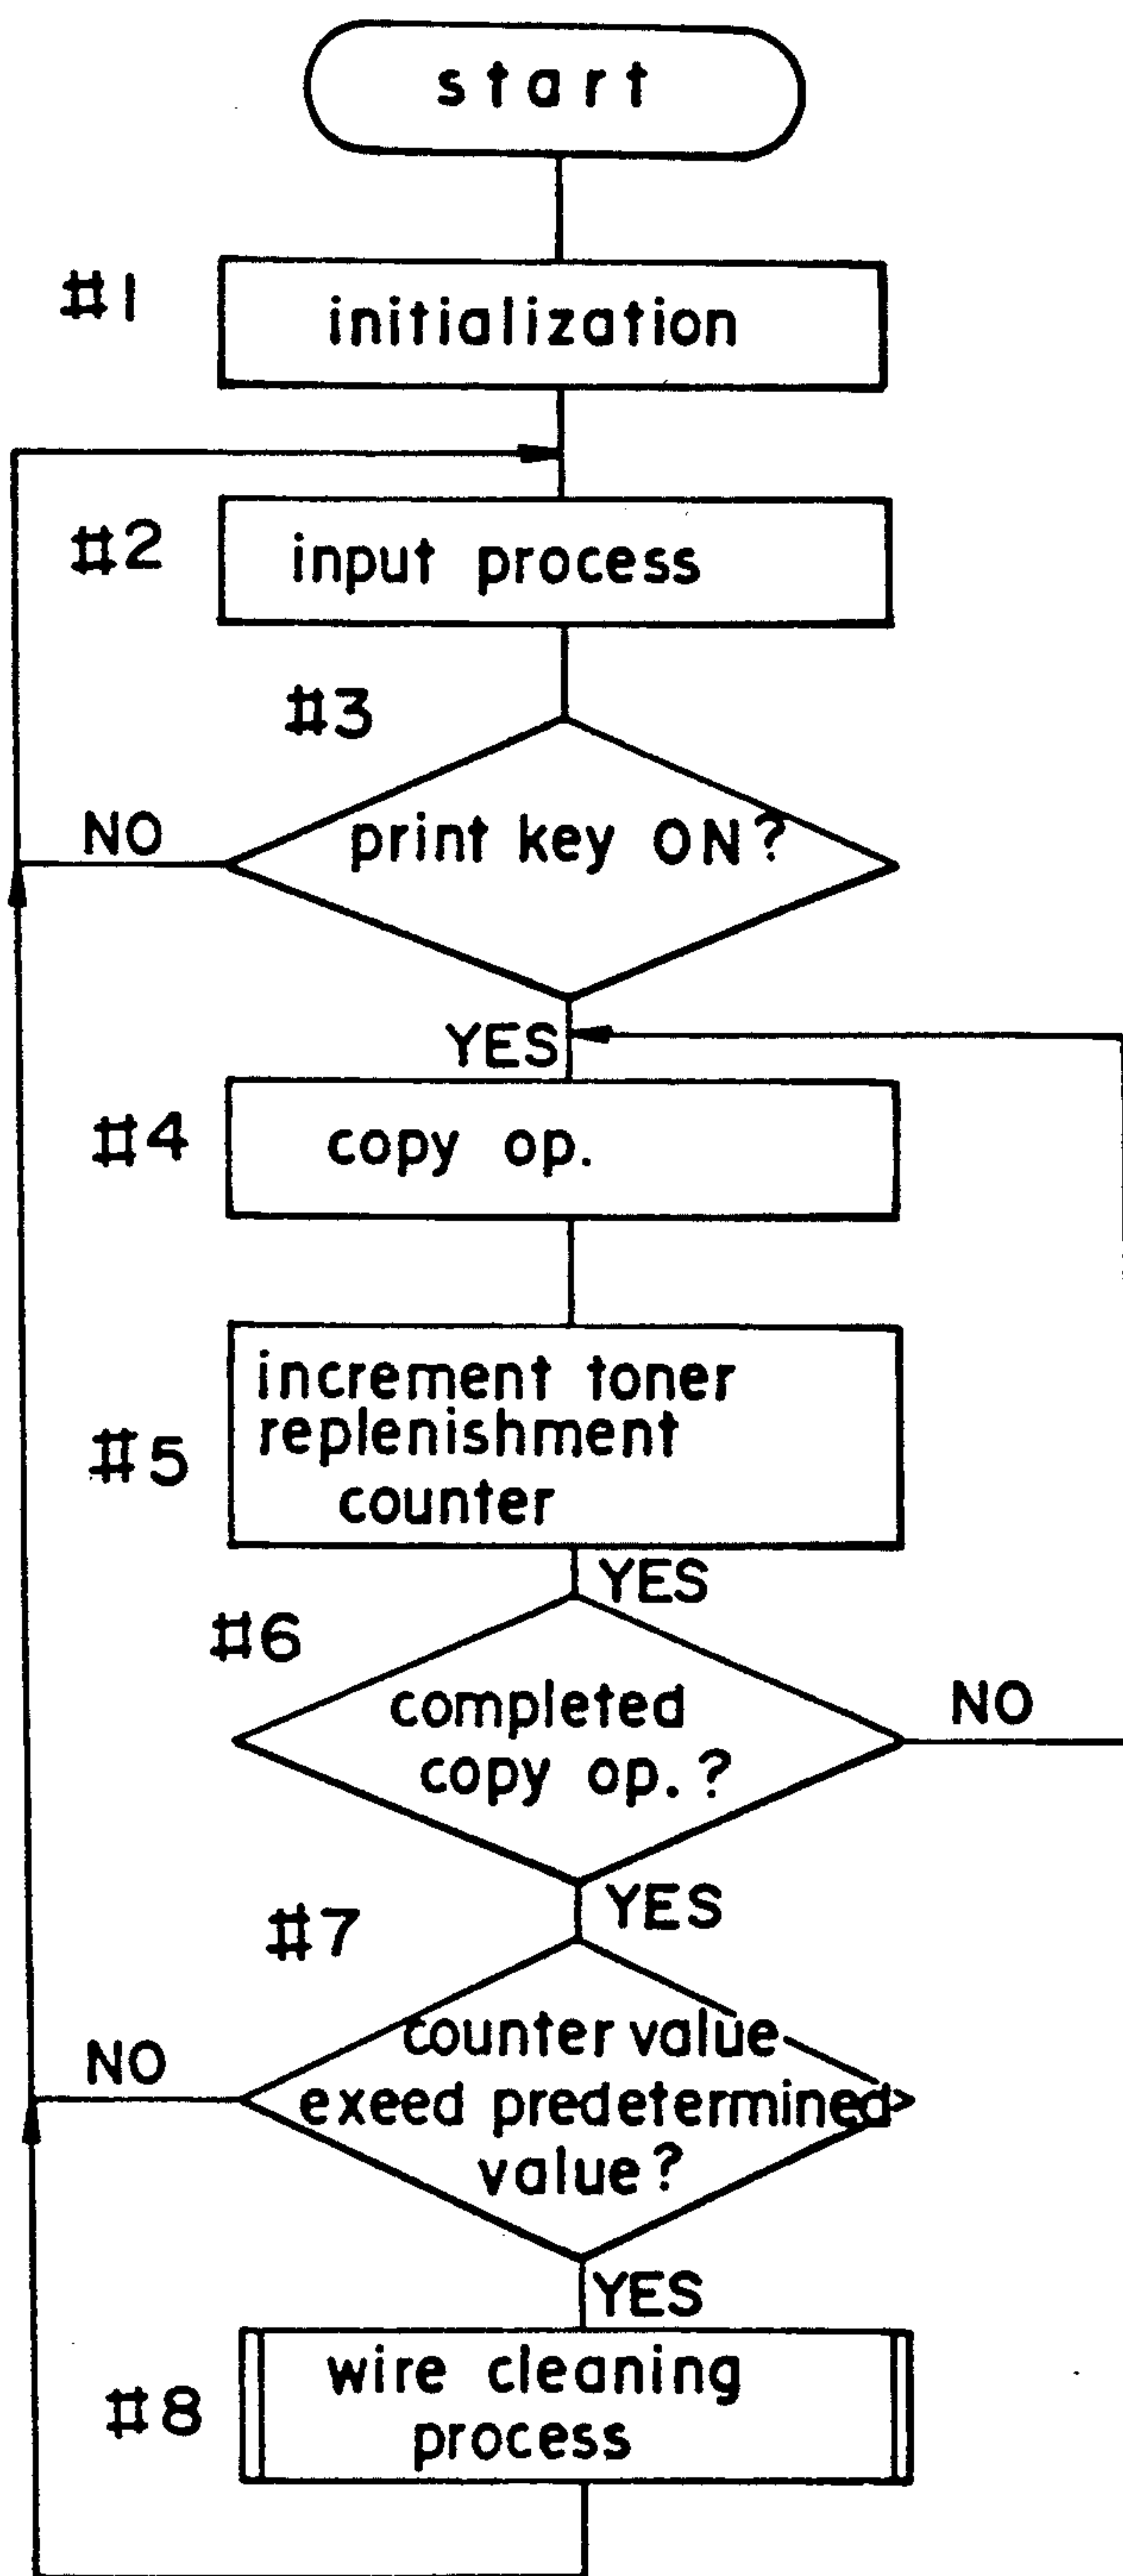 start
#1
initialization
#2
input process
#3
print key ON?
NO
YES
#4
copy op.
#5
increment toner
replenishment
counter
YES
#6
completed
copy op.?
NO
YES
#7
counter value
exeed predetermined
value?
NO
YES
#8
wire cleaning
process